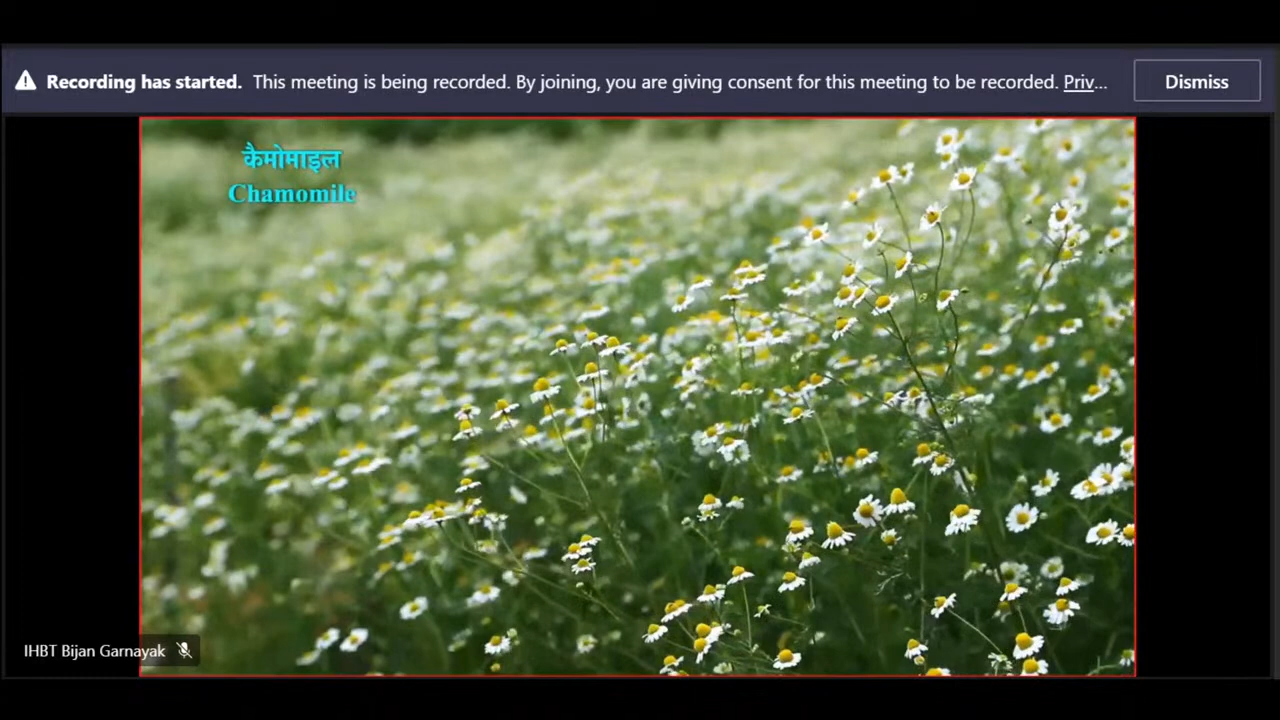 Recording has started. This meeting is being recorded. By joining, you are giving consent for this meeting to be recorded. Priv... Dismiss
कैमोमाइल
Chamomile
IHBT Bijan Garnayak